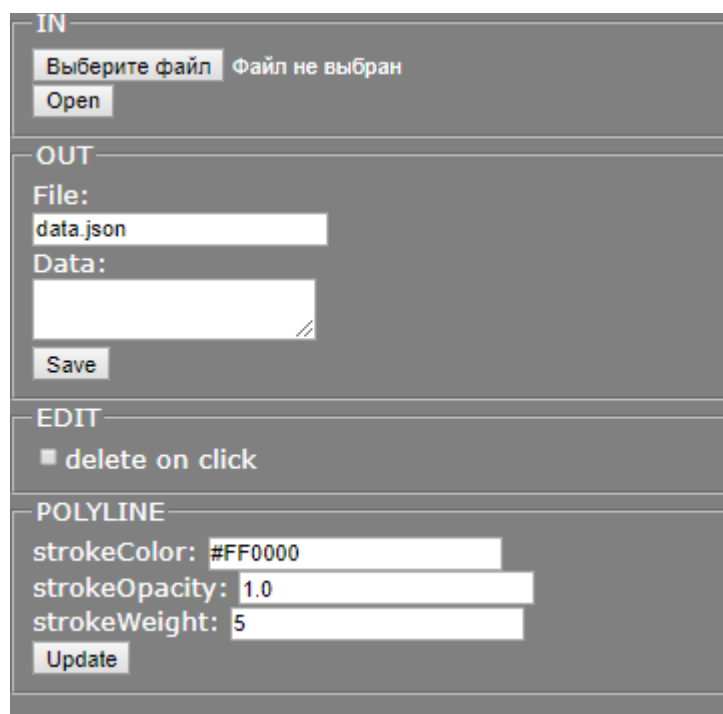 IN
Выберите файл Файл не выбран
Open
OUT
File:
data.json
Data:
Save
EDIT
delete on click
POLYLINE
strokeColor: #FF0000
strokeOpacity: 1.0
strokeWeight: 5
Update